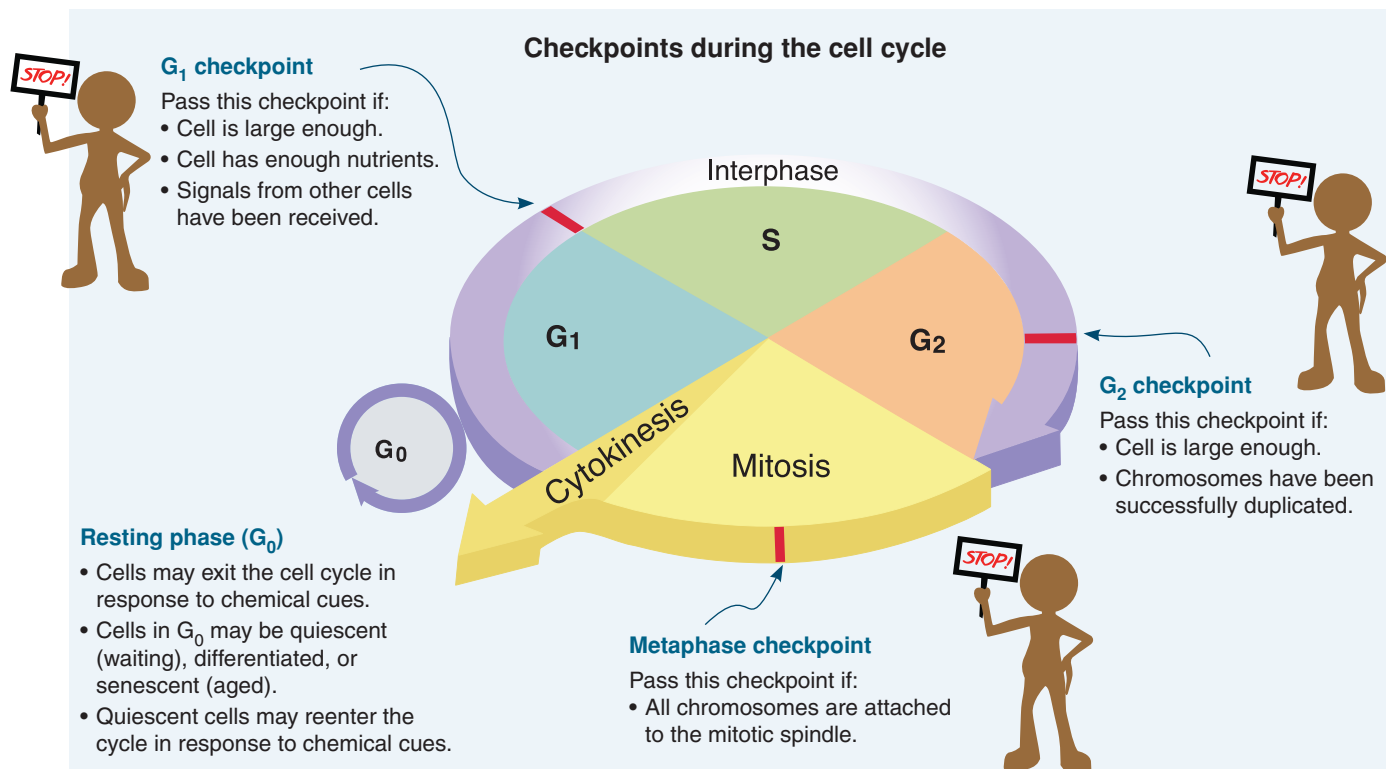 Checkpoints during the cell cycle
STOP!
G₁ checkpoint
Pass this checkpoint if:
• Cell is large enough.
• Cell has enough nutrients.
• Signals from other cells
have been received.
Interphase
S
G₁
G₂
Mitosis
Cytokinesis
G₀
STOP!
G₂ checkpoint
Pass this checkpoint if:
• Cell is large enough.
• Chromosomes have been
successfully duplicated.
Resting phase (G₀)
• Cells may exit the cell cycle in
response to chemical cues.
• Cells in G₀ may be quiescent
(waiting), differentiated, or
senescent (aged).
• Quiescent cells may reenter the
cycle in response to chemical cues.
STOP!
Metaphase checkpoint
Pass this checkpoint if:
• All chromosomes are attached
to the mitotic spindle.